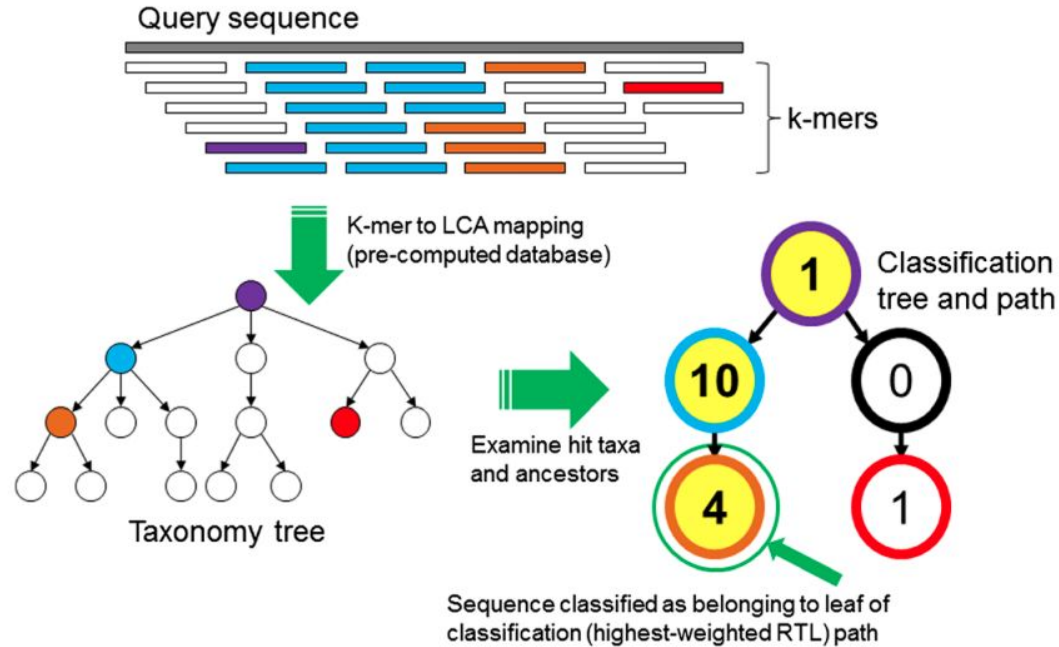 Query sequence
k-mers
K-mer to LCA mapping
(pre-computed database)
Classification
tree and path
1
10
0
4
1
Examine hit taxa
and ancestors
Taxonomy tree
Sequence classified as belonging to leaf of
classification (highest-weighted RTL) path